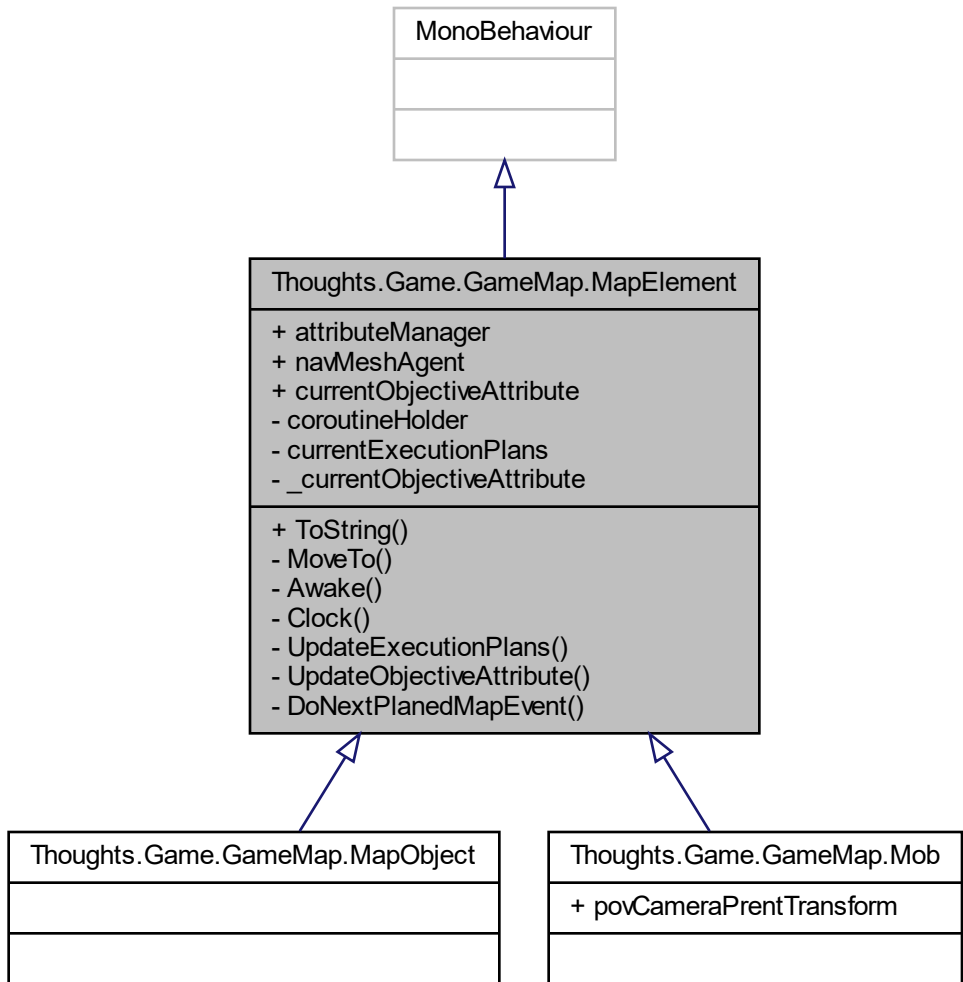 MonoBehaviour
Thoughts.Game.GameMap.MapElement
+ attributeManager
+ navMeshAgent
+ currentObjectiveAttribute
- coroutineHolder
- currentExecutionPlans
- _currentObjectiveAttribute
+ ToString()
- MoveTo()
- Awake()
- Clock()
- UpdateExecutionPlans()
- UpdateObjectiveAttribute()
- DoNextPlanedMapEvent()
Thoughts.Game.GameMap.MapObject
Thoughts.Game.GameMap.Mob
+ povCameraPrentTransform